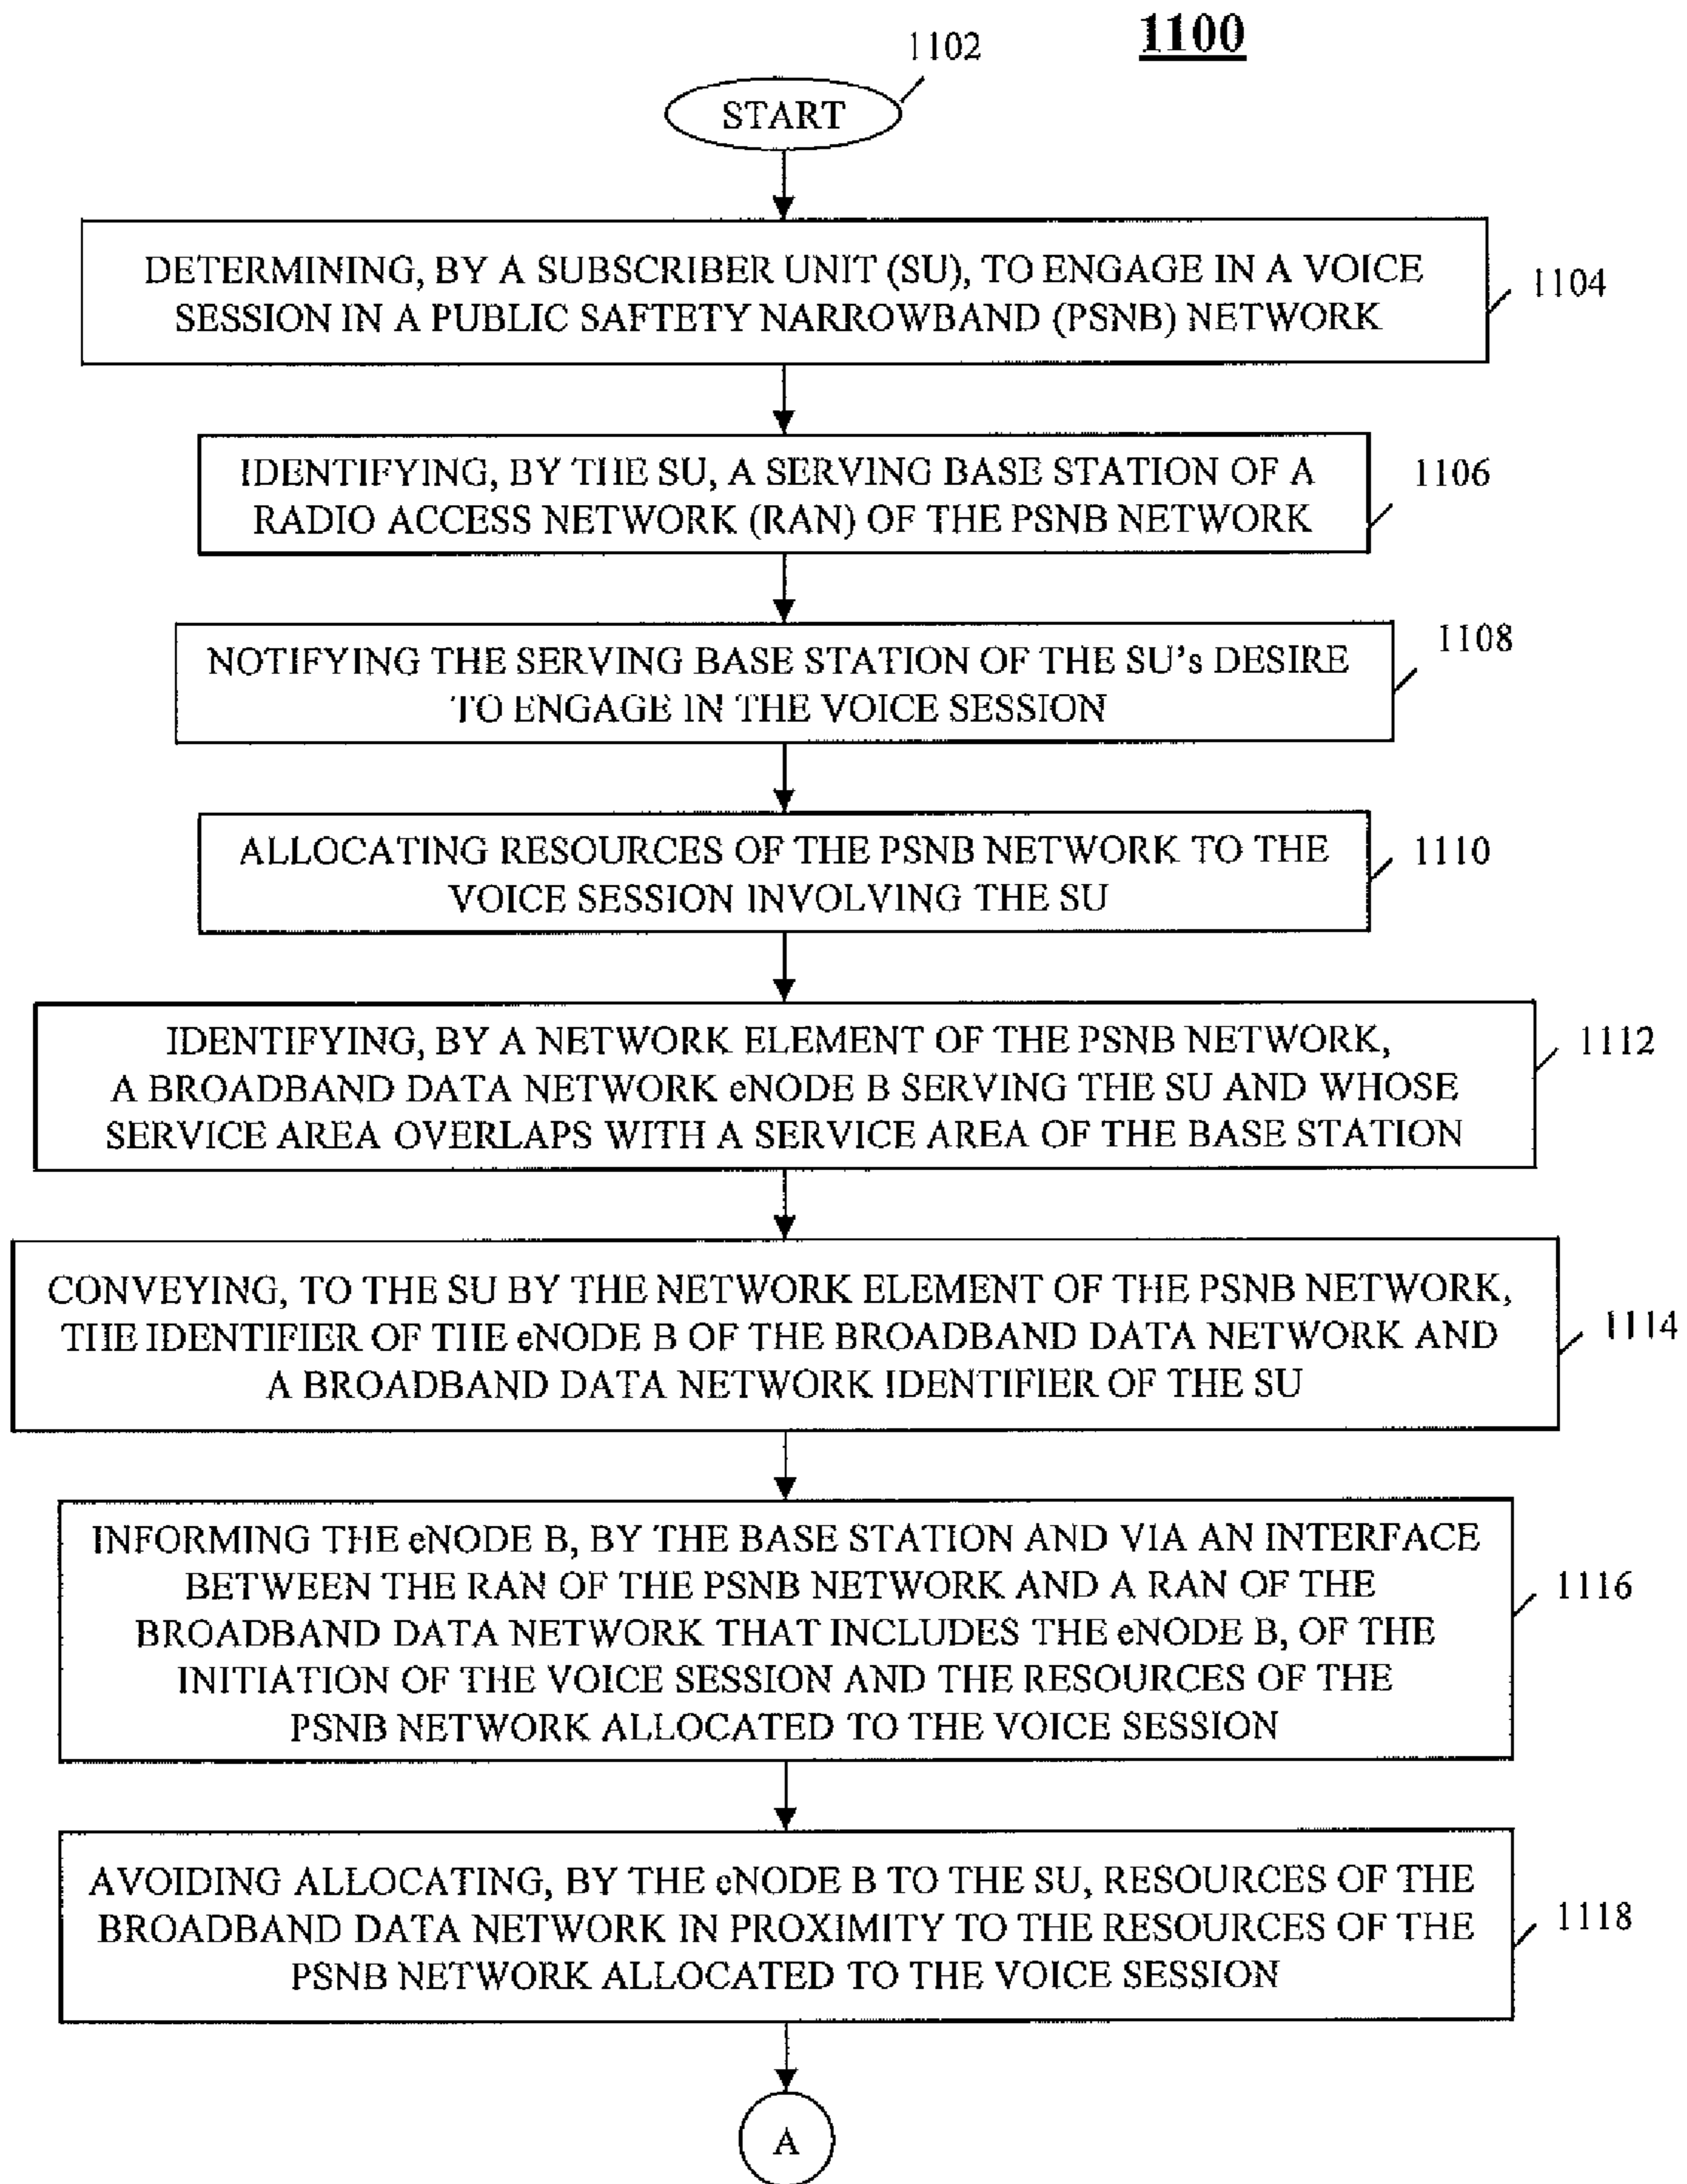 1100
1102
START
DETERMINING, BY A SUBSCRIBER UNIT (SU), TO ENGAGE IN A VOICE
SESSION IN A PUBLIC SAFTETY NARROWBAND (PSNB) NETWORK
1104
IDENTIFYING, BY THE SU, A SERVING BASE STATION OF A
RADIO ACCESS NETWORK (RAN) OF THE PSNB NETWORK
1106
NOTIFYING THE SERVING BASE STATION OF THE SU's DESIRE
TO ENGAGE IN THE VOICE SESSION
1108
ALLOCATING RESOURCES OF THE PSNB NETWORK TO THE
VOICE SESSION INVOLVING THE SU
1110
IDENTIFYING, BY A NETWORK ELEMENT OF THE PSNB NETWORK,
A BROADBAND DATA NETWORK eNODE B SERVING THE SU AND WHOSE
SERVICE AREA OVERLAPS WITH A SERVICE AREA OF THE BASE STATION
1112
CONVEYING, TO THE SU BY THE NETWORK ELEMENT OF THE PSNB NETWORK,
THE IDENTIFIER OF THE eNODE B OF THE BROADBAND DATA NETWORK AND
A BROADBAND DATA NETWORK IDENTIFIER OF THE SU
1114
INFORMING THE eNODE B, BY THE BASE STATION AND VIA AN INTERFACE
BETWEEN THE RAN OF THE PSNB NETWORK AND A RAN OF THE
BROADBAND DATA NETWORK THAT INCLUDES THE eNODE B, OF THE
INITIATION OF THE VOICE SESSION AND THE RESOURCES OF THE
PSNB NETWORK ALLOCATED TO THE VOICE SESSION
1116
AVOIDING ALLOCATING, BY THE eNODE B TO THE SU, RESOURCES OF THE
BROADBAND DATA NETWORK IN PROXIMITY TO THE RESOURCES OF THE
PSNB NETWORK ALLOCATED TO THE VOICE SESSION
1118
A